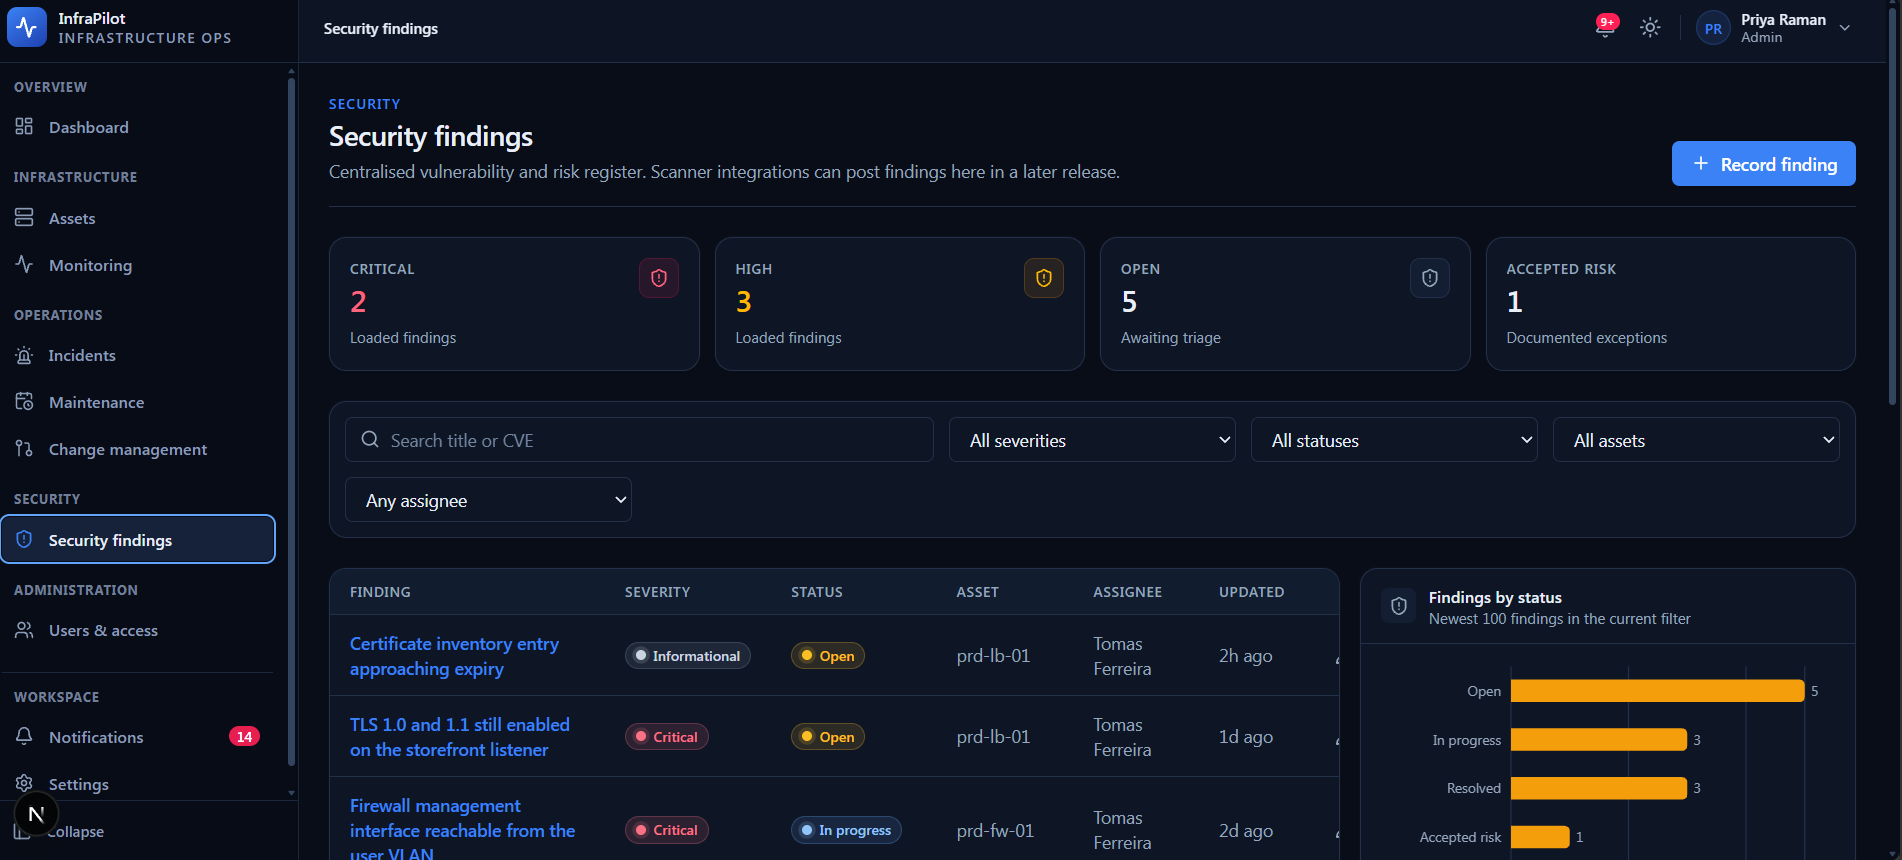 InfraPilot
INFRASTRUCTURE OPS
OVERVIEW
Dashboard
INFRASTRUCTURE
Assets
Monitoring
OPERATIONS
Incidents
Maintenance
Change management
SECURITY
Security findings
ADMINISTRATION
Users & access
WORKSPACE
Notifications 14
Settings
N
ollapse
Security findings
9+
PR
Priya Raman
Admin
SECURITY
Security findings
Centralised vulnerability and risk register. Scanner integrations can post findings here in a later release.
Record finding
CRITICAL
2
Loaded findings
HIGH
3
Loaded findings
OPEN
5
Awaiting triage
ACCEPTED RISK
1
Documented exceptions
Search title or CVE
All severities
All statuses
All assets
Any assignee
FINDING SEVERITY STATUS ASSET ASSIGNEE UPDATED
Certificate inventory entry
approaching expiry
Informational
Open
prd-lb-01
Tomas
Ferreira
2h ago
TLS 1.0 and 1.1 still enabled
on the storefront listener
Critical
Open
prd-lb-01
Tomas
Ferreira
1d ago
Firewall management
interface reachable from the
user VLAN
Critical
In progress
prd-fw-01
Tomas
Ferreira
2d ago
Findings by status
Newest 100 findings in the current filter
Open 5
In progress 3
Resolved 3
Accepted risk 1